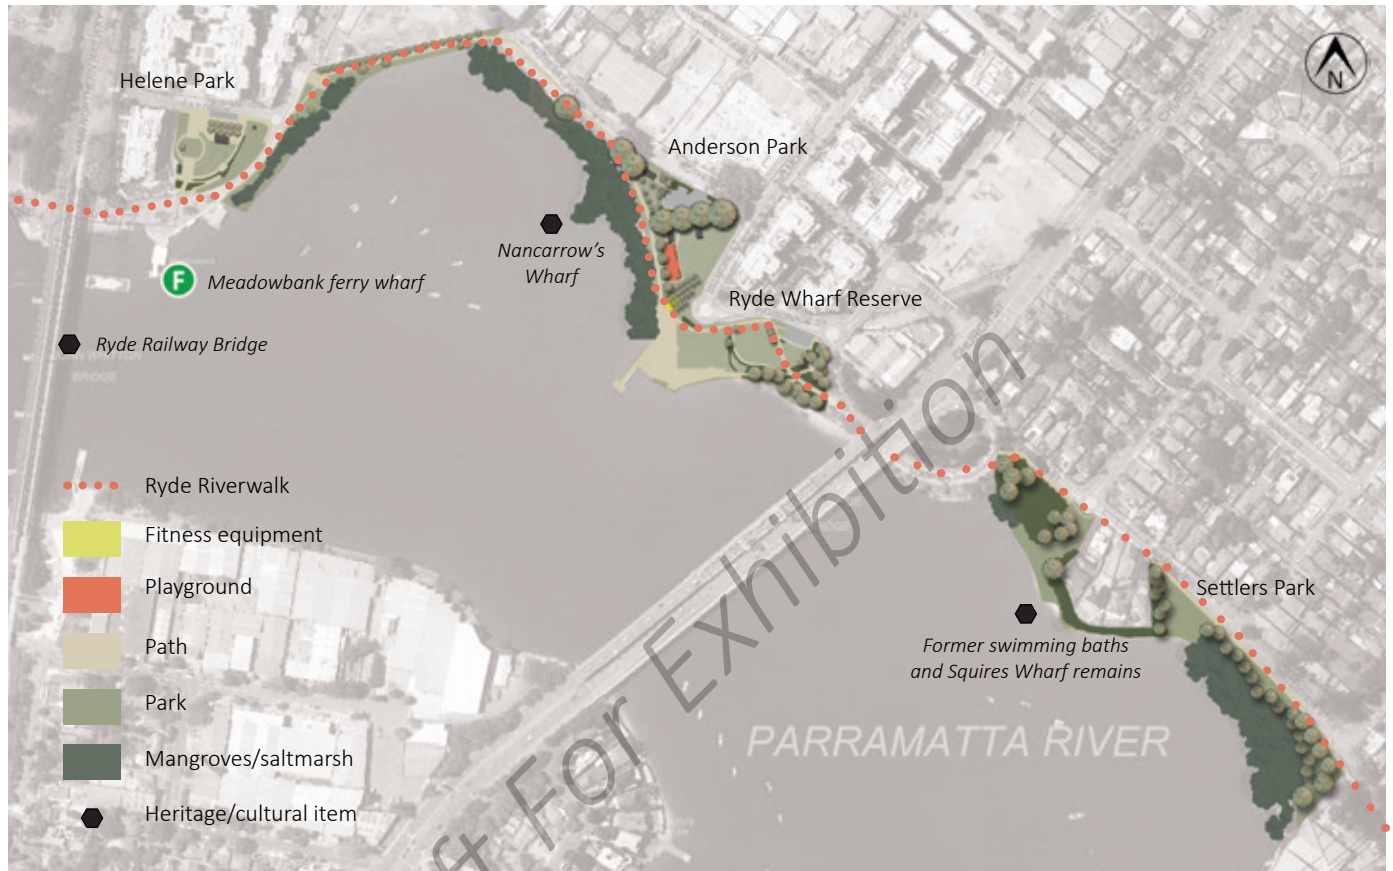 N
Helene Park
Anderson Park
Nancarrow’s
Wharf
F
Meadowbank ferry wharf
Ryde Wharf Reserve
Ryde Railway Bridge
BRIDGE
Ryde Riverwalk
Fitness equipment
Playground
Path
Park
Mangroves/saltmarsh
Heritage/cultural item
Settlers Park
Former swimming baths
and Squires Wharf remains
PARRAMATTA RIVER
For Exhibition